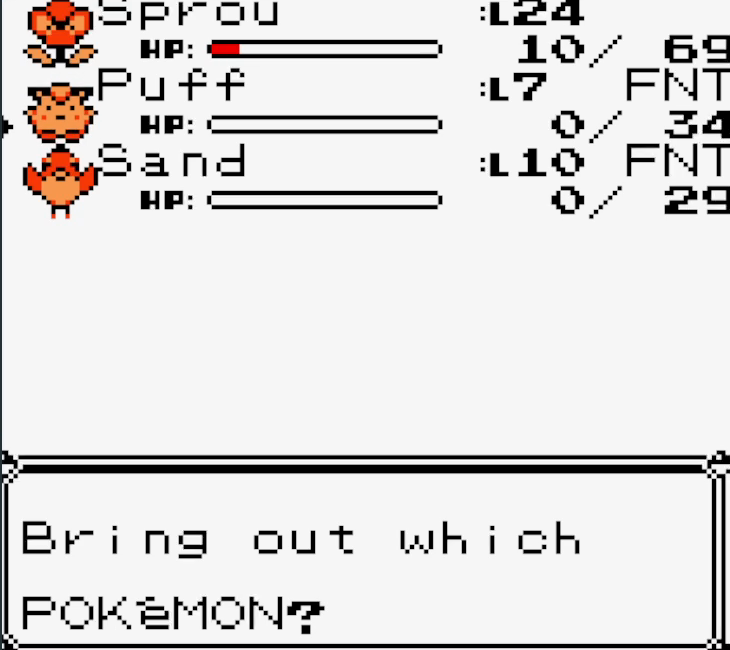 Sprou :L24
HP: 10/ 69
Puff :L7 FNT
HP: 0/ 34
Sand :L10 FNT
HP: 0/ 29
Bring out which
POKéMON?